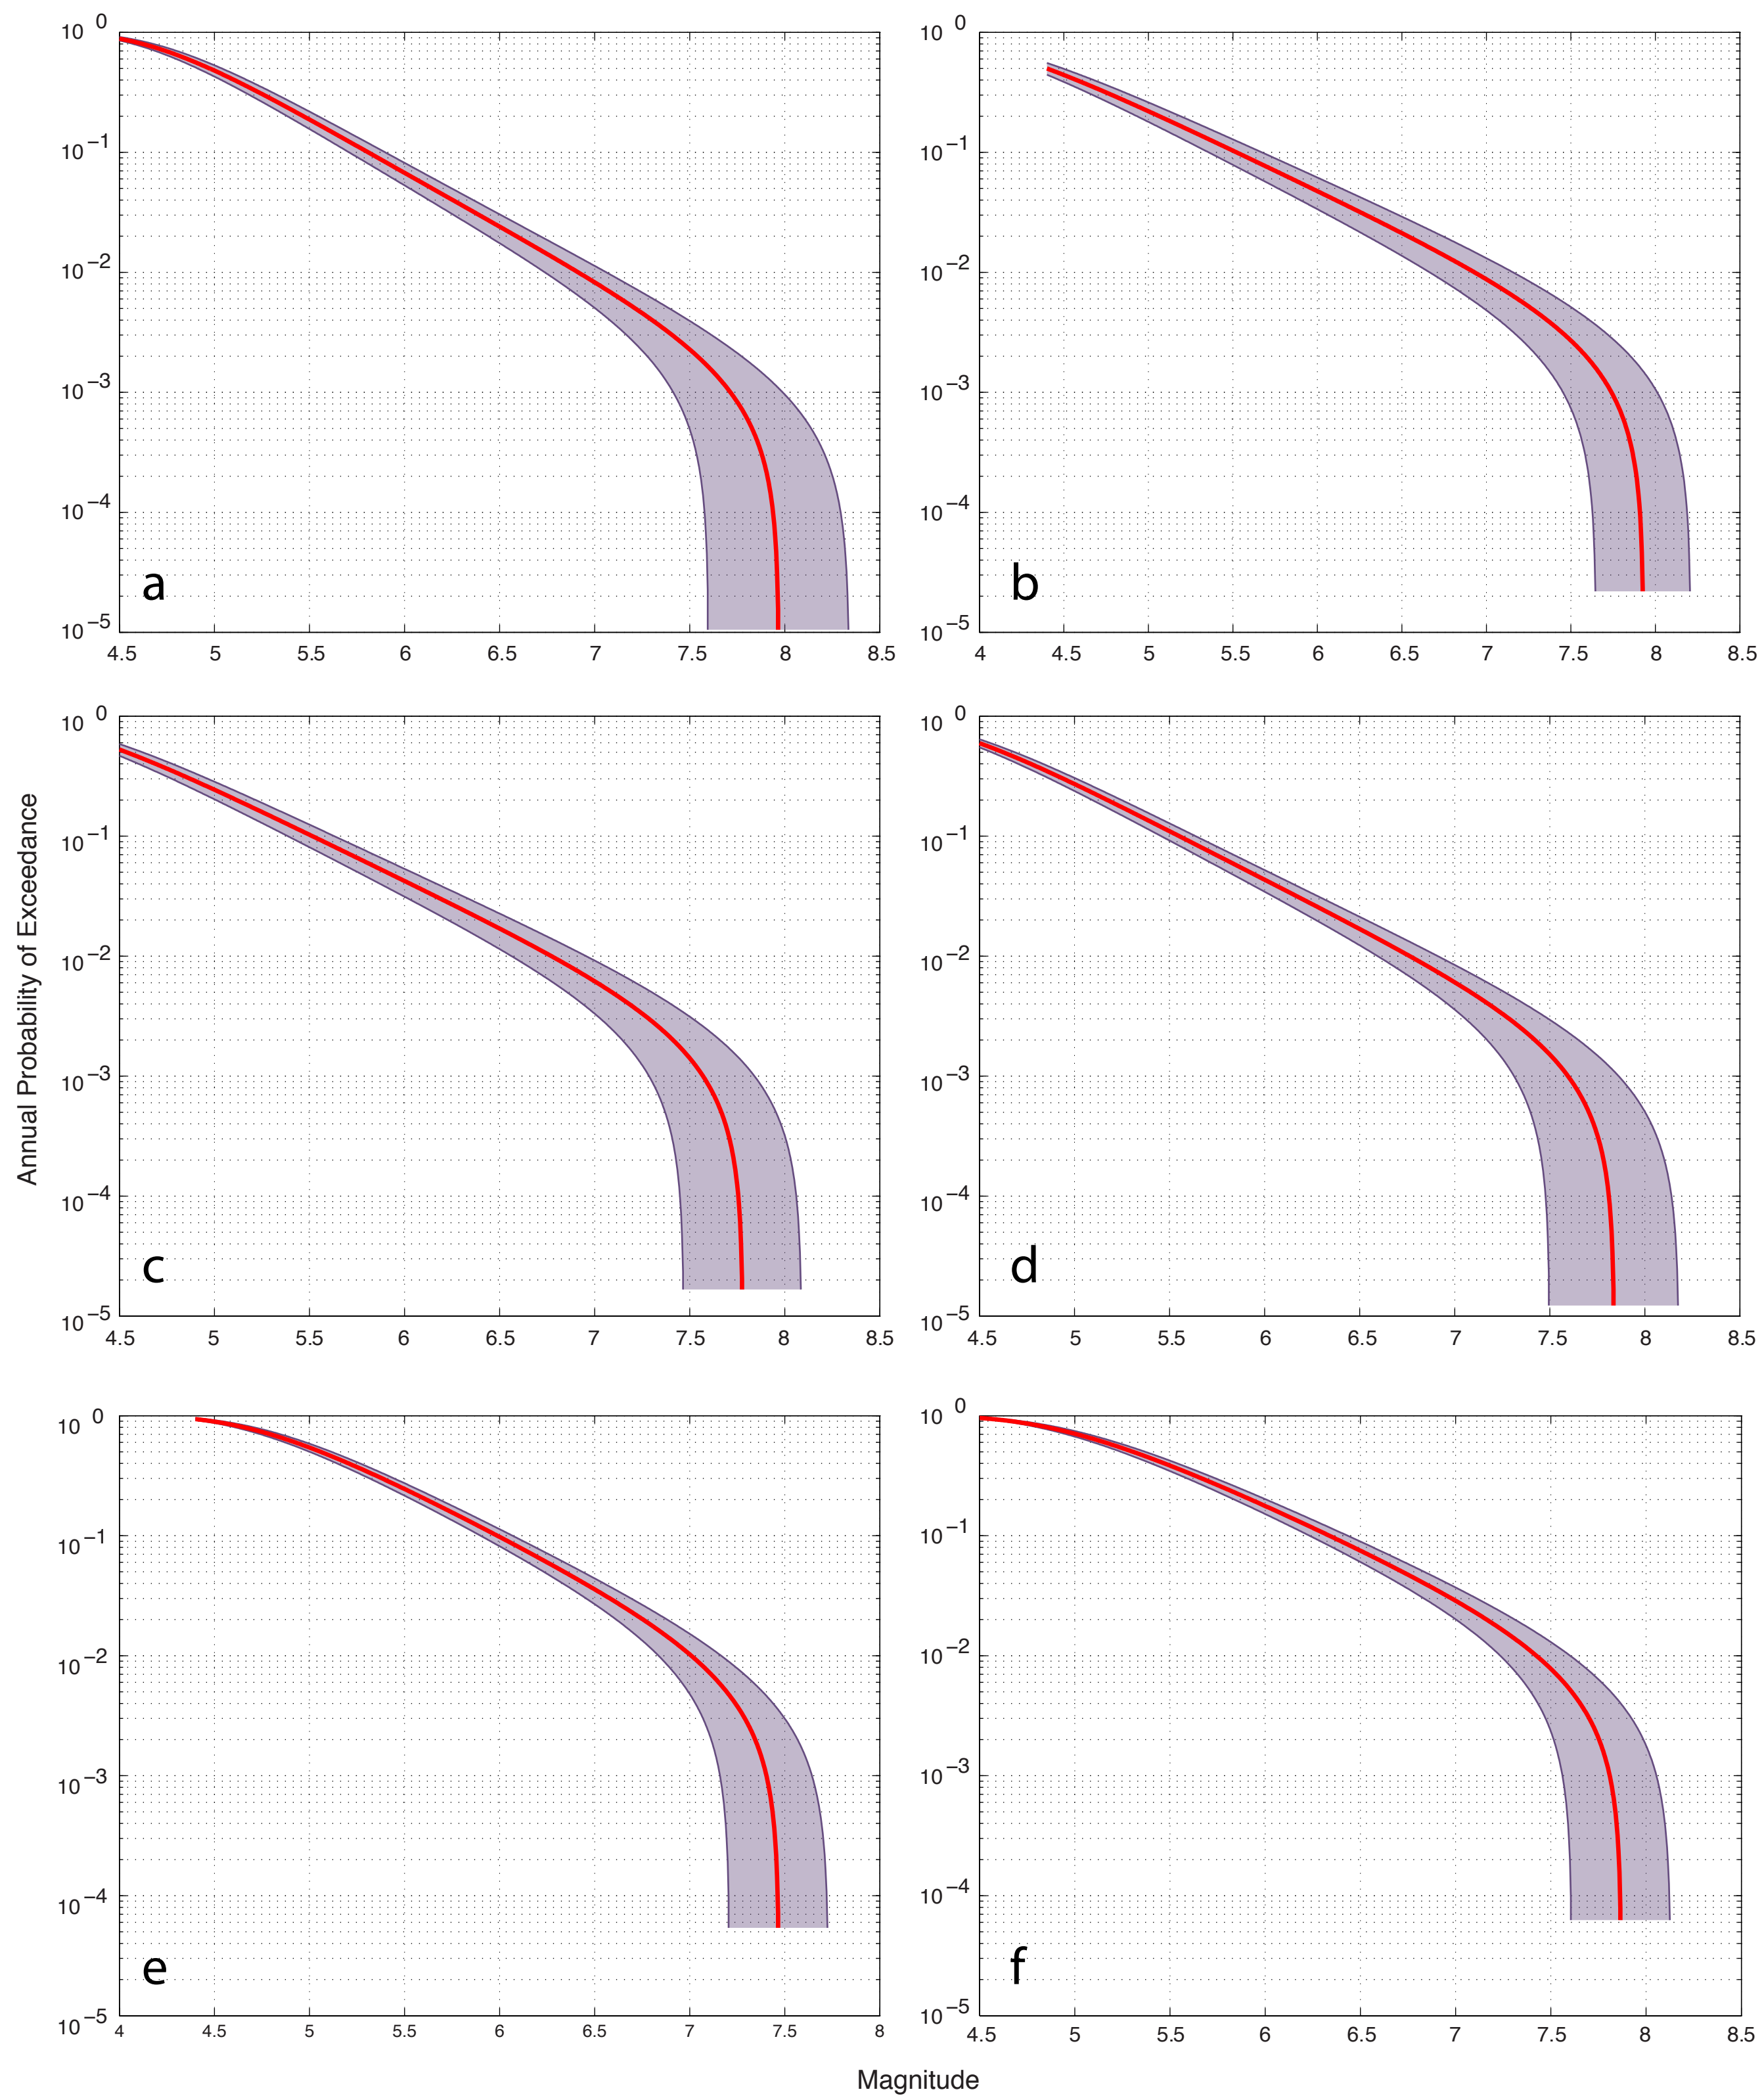 10 0
10 −1
10 −2
10 −3
10 −4
10 −5
4.5 5 5.5 6 6.5 7 7.5 8 8.5
a
10 0
10 −1
10 −2
10 −3
10 −4
10 −5
4 4.5 5 5.5 6 6.5 7 7.5 8 8.5
b
Annual Probability of Exceedance
10 0
10 −1
10 −2
10 −3
10 −4
10 −5
4.5 5 5.5 6 6.5 7 7.5 8 8.5
c
10 0
10 −1
10 −2
10 −3
10 −4
10 −5
4.5 5 5.5 6 6.5 7 7.5 8 8.5
d
10 0
10 −1
10 −2
10 −3
10 −4
10 −5
4 4.5 5 5.5 6 6.5 7 7.5 8
e
10 0
10 −1
10 −2
10 −3
10 −4
10 −5
4.5 5 5.5 6 6.5 7 7.5 8 8.5
f
Magnitude